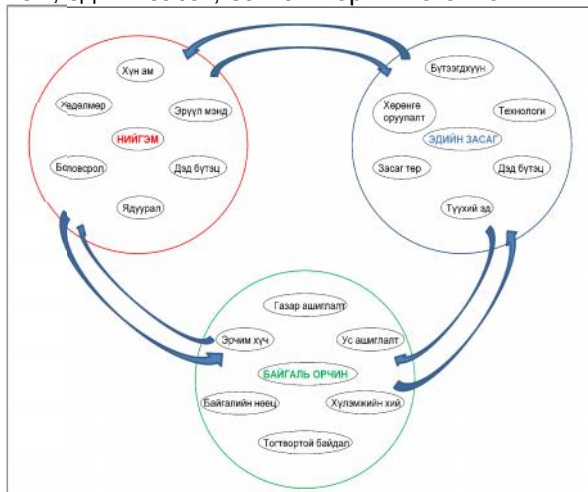 Хүн ам
Хөдөлмөр
Эрүүл мэнд
НИЙГЭМ
Боловсрол
Дэд бүтэц
Ядуурал
Бүтээгдхүүн
Хөрөнгө
оруулалт
Технологи
ЭДИЙН ЗАСАГ
Засаг төр
Дэд бүтэц
Түүхий эд
Газар ашиглалт
Эрчим хүч
Ус ашиглалт
БАЙГАЛЬ ОРЧИН
Байгалийн нөөц
Хүлэмжийн хий
Тогтвортой байдал